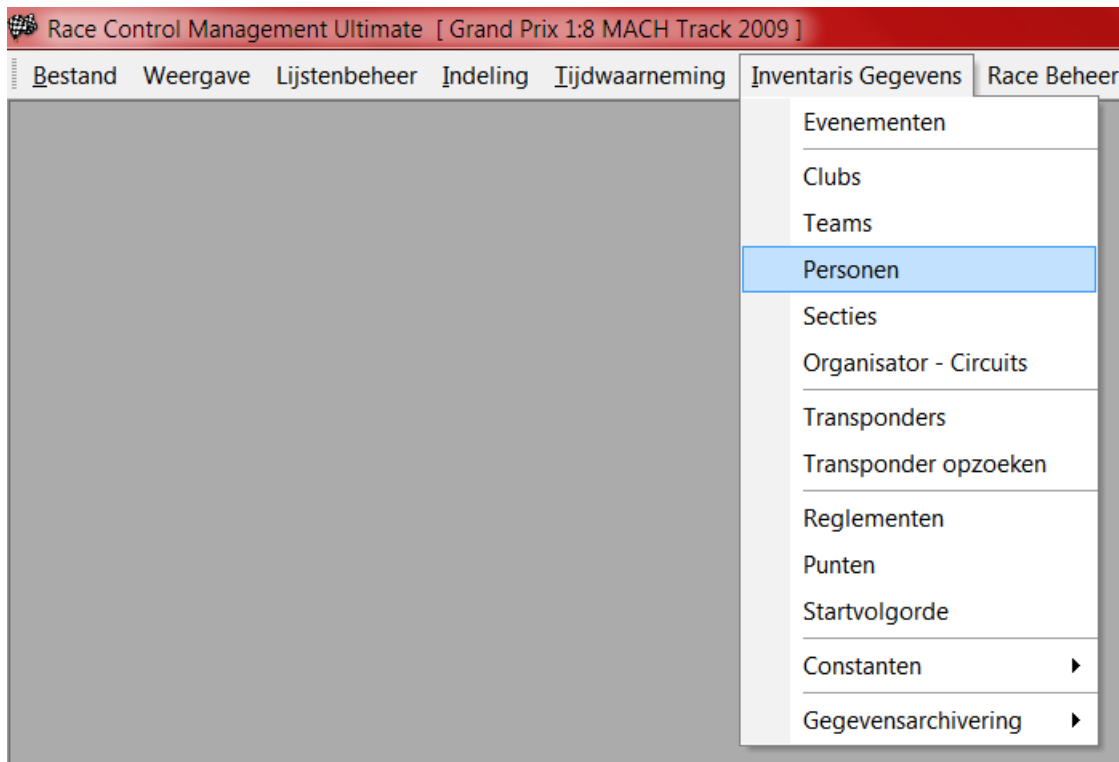 Race Control Management Ultimate [ Grand Prix 1:8 MACH Track 2009 ]
Bestand Weergave Lijstenbeheer Indeling Tijdwaarneming Inventaris Gegevens Race Beheer
Evenementen
Clubs
Teams
Personen
Secties
Organisator - Circuits
Transponders
Transponder opzoeken
Reglementen
Punten
Startvolgorde
Constanten
Gegevensarchivering